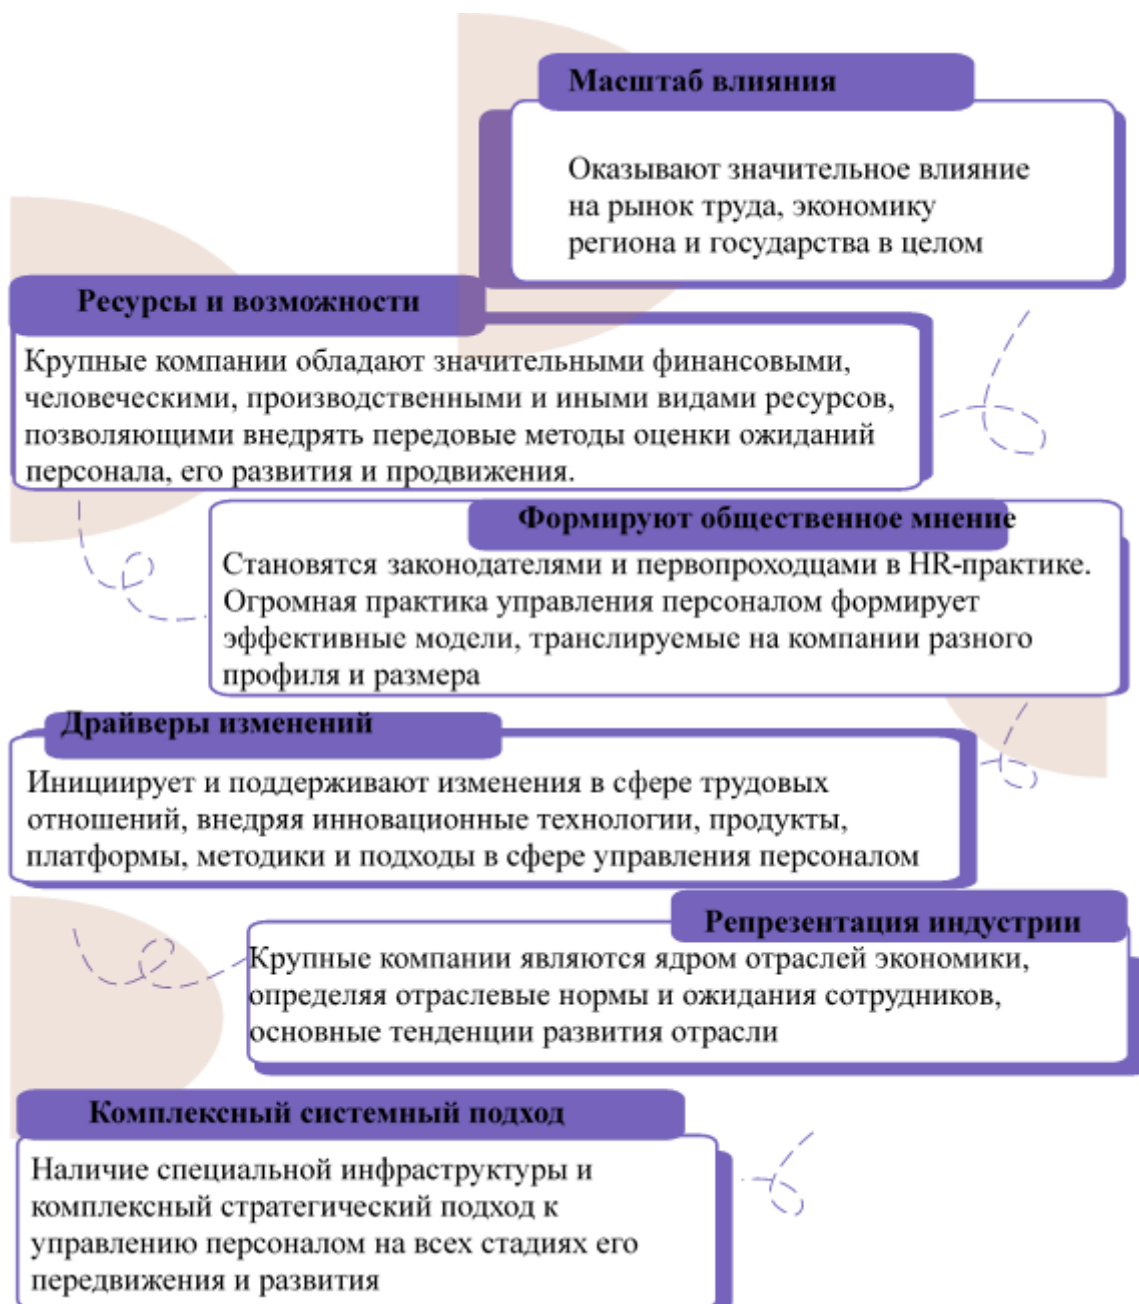 Масштаб влияния
Оказывают значительное влияние
на рынок труда, экономику
региона и государства в целом
Ресурсы и возможности
Крупные компании обладают значительными финансовыми,
человеческими, производственными и иными видами ресурсов,
позволяющими внедрять передовые методы оценки ожиданий
персонала, его развития и продвижения.
Формируют общественное мнение
Становятся законодателями и первопроходцами в HR-практике.
Огромная практика управления персоналом формирует
эффективные модели, транслируемые на компании разного
профиля и размера
Драйверы изменений
Инициирует и поддерживают изменения в сфере трудовых
отношений, внедряя инновационные технологии, продукты,
платформы, методики и подходы в сфере управления персоналом
Репрезентация индустрии
Крупные компании являются ядром отраслей экономики,
определяя отраслевые нормы и ожидания сотрудников,
основные тенденции развития отрасли
Комплексный системный подход
Наличие специальной инфраструктуры и
комплексный стратегический подход к
управлению персоналом на всех стадиях его
передвижения и развития